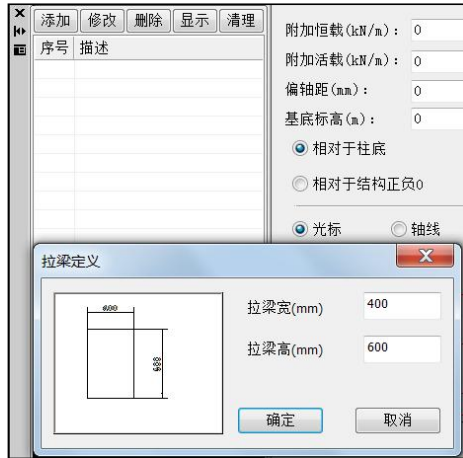 添加 修改 删除 显示 清理
序号 描述
附加恒载(kN/m): 0
附加活载(kN/m): 0
偏轴距(mm): 0
基底标高(m): 0
相对于柱底
相对于结构正负0
光标 轴线
拉梁定义
拉梁宽(mm) 400
拉梁高(mm) 600
确定 取消